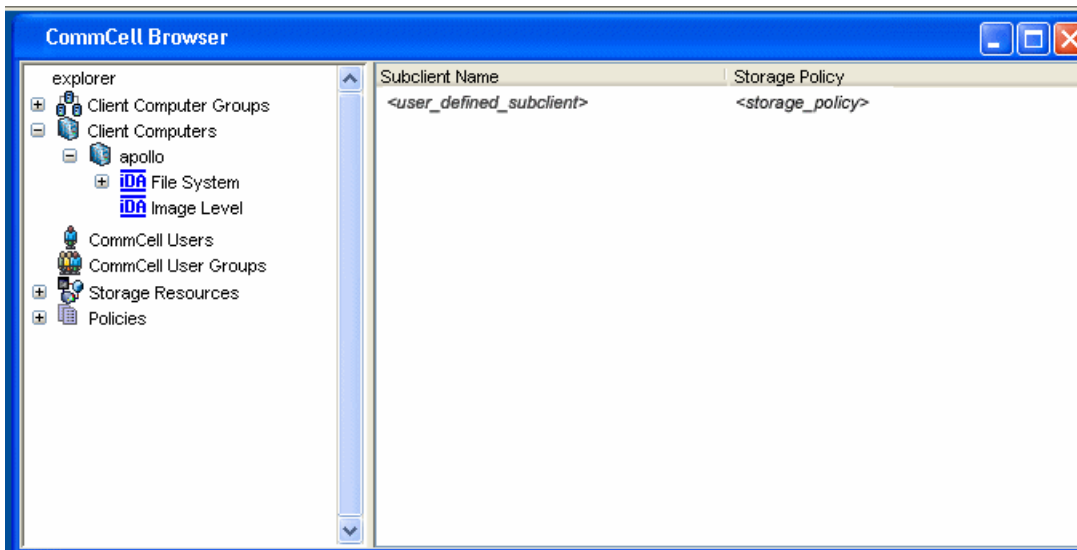 CommCell Browser
explorer
Client Computer Groups
Client Computers
apollo
iDA File System
iDA Image Level
CommCell Users
CommCell User Groups
Storage Resources
Policies
Subclient Name Storage Policy
<user_defined_subclient> <storage_policy>